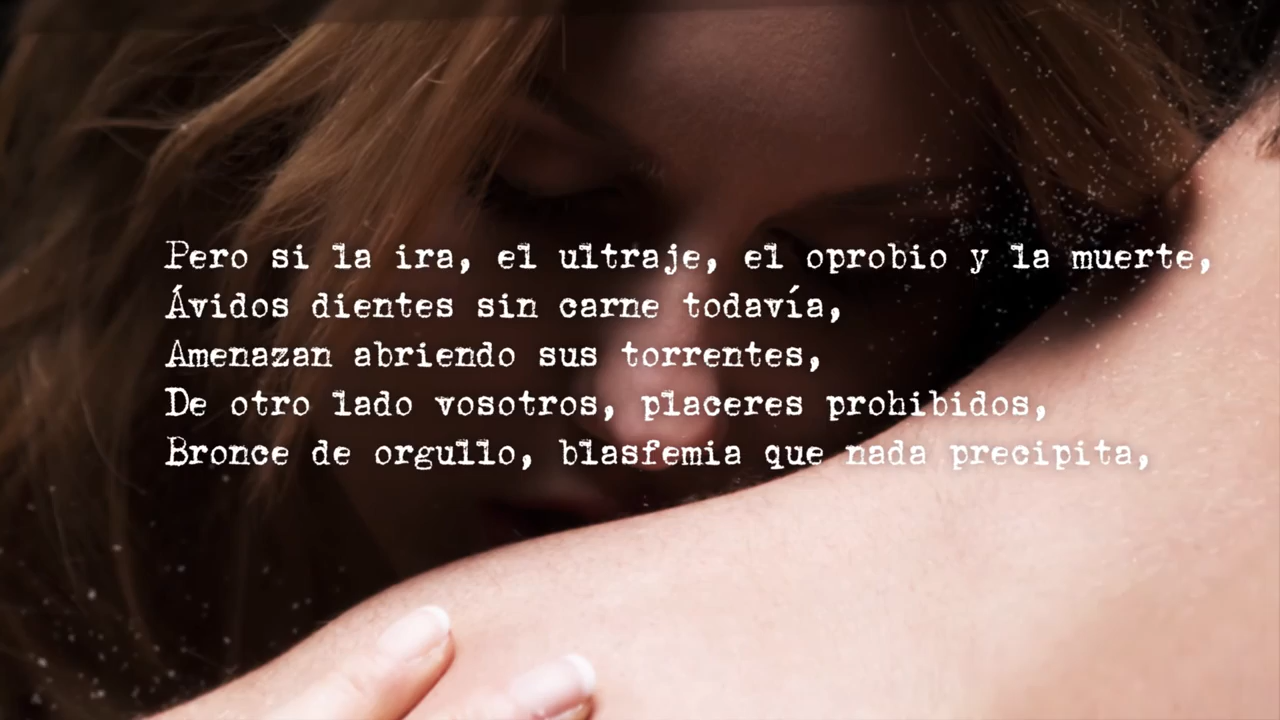 Pero si la ira, el ultraje, el oprobio y la muerte,
Ávidos dientes sin carne todavía,
Amenazan abriendo sus torrentes,
De otro lado vosotros, placeres prohibidos,
Bronce de orgullo, blasfemia que nada precipita,